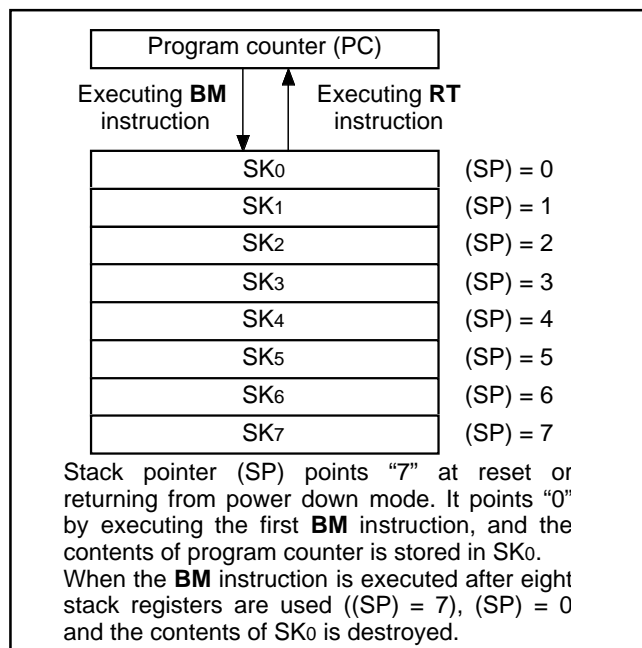 Program counter (PC)
Executing BM instruction
Executing RT instruction
SK0 (SP) = 0
SK1 (SP) = 1
SK2 (SP) = 2
SK3 (SP) = 3
SK4 (SP) = 4
SK5 (SP) = 5
SK6 (SP) = 6
SK7 (SP) = 7
Stack pointer (SP) points “7” at reset or
returning from power down mode. It points “0”
by executing the first BM instruction, and the
contents of program counter is stored in SK0.
When the BM instruction is executed after eight
stack registers are used ((SP) = 7), (SP) = 0
and the contents of SK0 is destroyed.